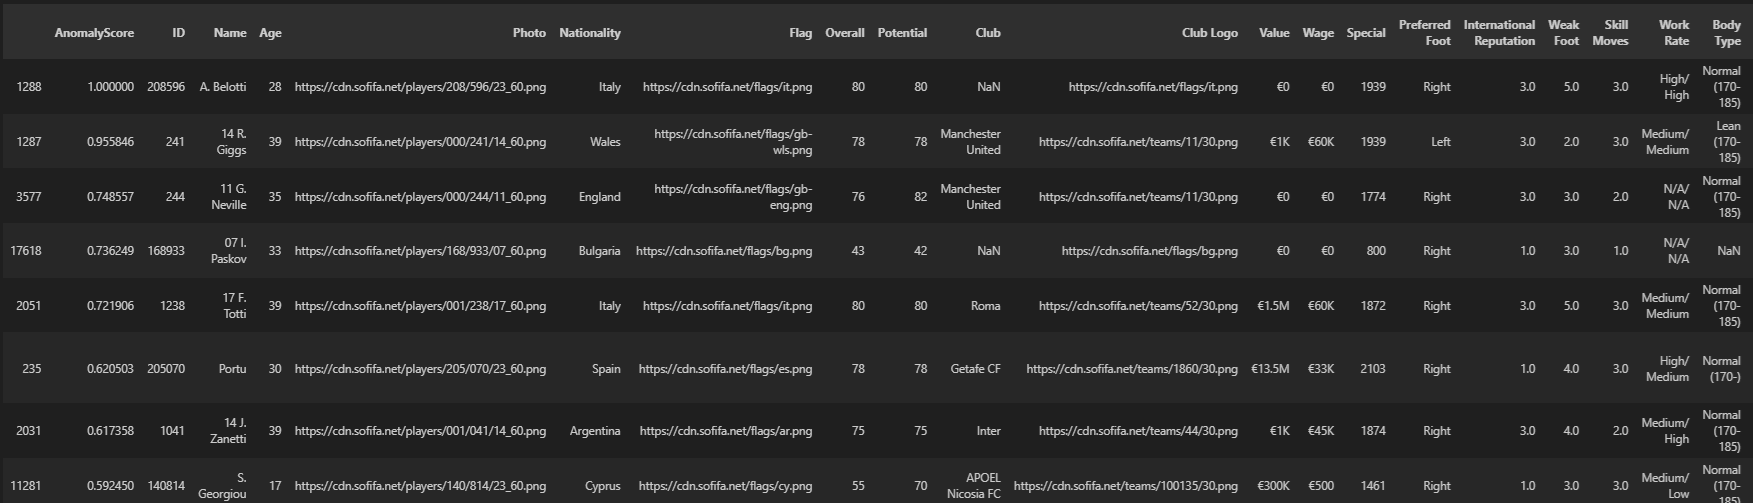 AnomalyScore ID Name Age Photo Nationality Flag Overall Potential Club Club Logo Value Wage Special Preferred Foot International Reputation Weak Foot Skill Moves Work Rate Body Type
1288 1.000000 208596 A. Belotti 28 https://cdn.sofifa.net/players/208/596/23_60.png Italy https://cdn.sofifa.net/flags/it.png 80 80 NaN https://cdn.sofifa.net/flags/it.png €0 €0 1939 Right 3.0 5.0 3.0 High/ High Normal (170- 185)
1287 0.955846 241 14 R. Giggs 39 https://cdn.sofifa.net/players/000/241/14_60.png Wales https://cdn.sofifa.net/flags/gb- wls.png 78 78 Manchester United https://cdn.sofifa.net/teams/11/30.png €1K €60K 1939 Left 3.0 2.0 3.0 Medium/ Medium Lean (170- 185)
3577 0.748557 244 11 G. Neville 35 https://cdn.sofifa.net/players/000/244/11_60.png England https://cdn.sofifa.net/flags/gb- eng.png 76 82 Manchester United https://cdn.sofifa.net/teams/11/30.png €0 €0 1774 Right 3.0 3.0 2.0 N/A/ N/A Normal (170- 185)
17618 0.736249 168933 07 I. Paskov 33 https://cdn.sofifa.net/players/168/933/07_60.png Bulgaria https://cdn.sofifa.net/flags/bg.png 43 42 NaN https://cdn.sofifa.net/flags/bg.png €0 €0 800 Right 1.0 3.0 1.0 N/A/ N/A NaN
2051 0.721906 1238 17 F. Totti 39 https://cdn.sofifa.net/players/001/238/17_60.png Italy https://cdn.sofifa.net/flags/it.png 80 80 Roma https://cdn.sofifa.net/teams/52/30.png €1.5M €60K 1872 Right 3.0 5.0 3.0 Medium/ Medium Normal (170- 185)
235 0.620503 205070 Portu 30 https://cdn.sofifa.net/players/205/070/23_60.png Spain https://cdn.sofifa.net/flags/es.png 78 78 Getafe CF https://cdn.sofifa.net/teams/1860/30.png €13.5M €33K 2103 Right 1.0 4.0 3.0 High/ Medium Normal (170-)
2031 0.617358 1041 14 J. Zanetti 39 https://cdn.sofifa.net/players/001/041/14_60.png Argentina https://cdn.sofifa.net/flags/ar.png 75 75 Inter https://cdn.sofifa.net/teams/44/30.png €1K €45K 1874 Right 3.0 4.0 2.0 Medium/ High Normal (170- 185)
11281 0.592450 140814 S. Georgiou 17 https://cdn.sofifa.net/players/140/814/23_60.png Cyprus https://cdn.sofifa.net/flags/cy.png 55 70 APOEL Nicosia FC https://cdn.sofifa.net/teams/100135/30.png €300K €500 1461 Right 1.0 3.0 3.0 Medium/ Low Normal (170-